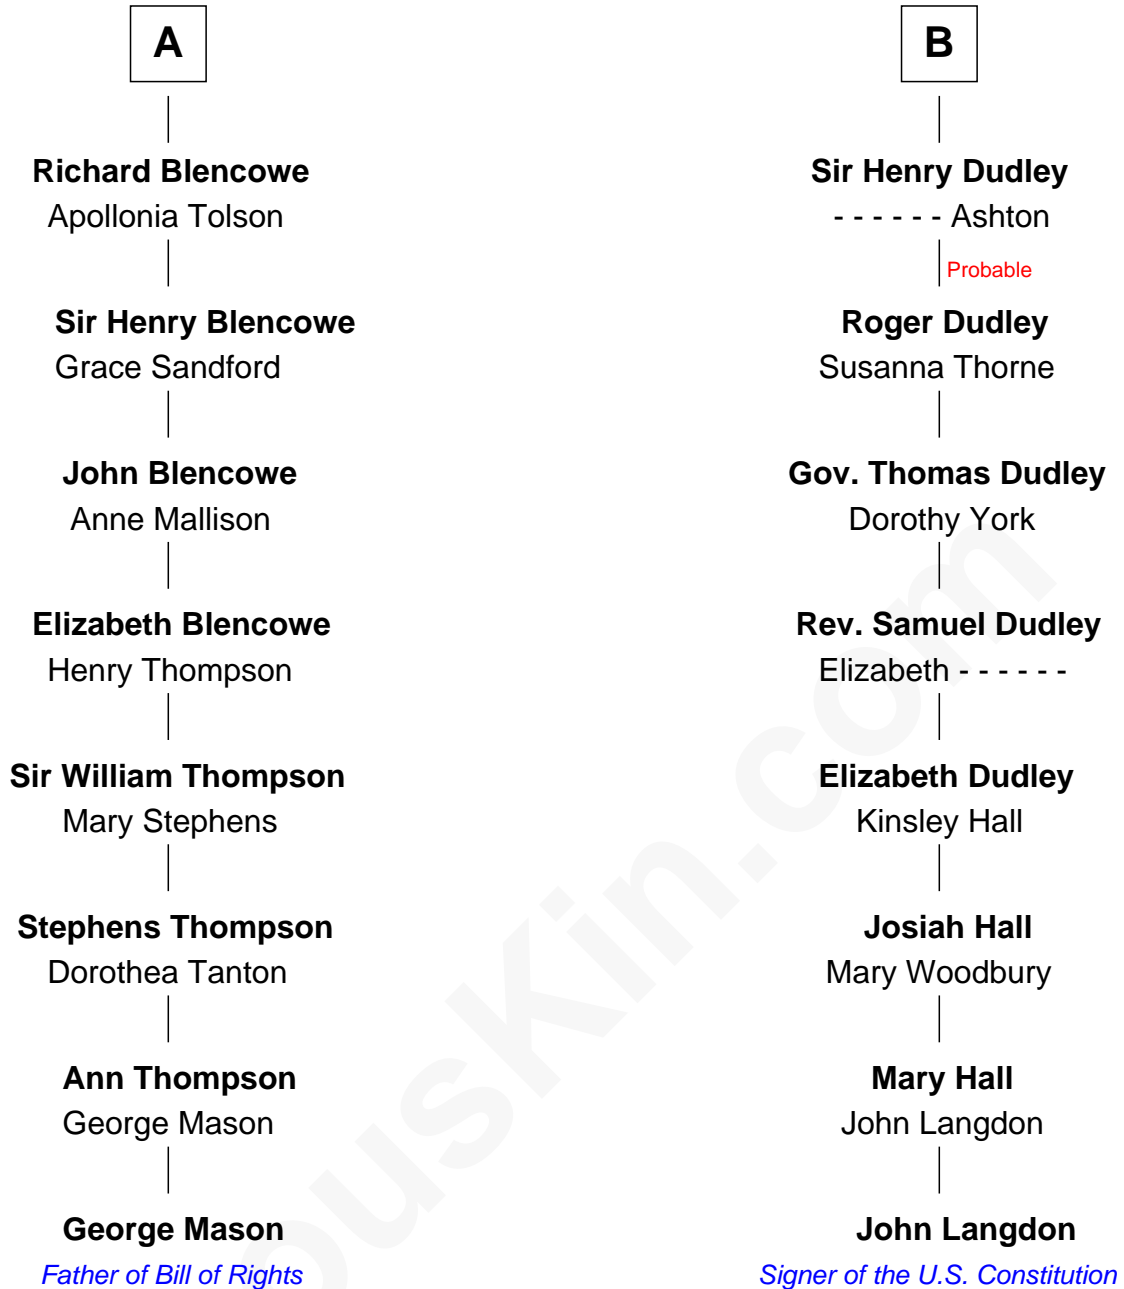 A
Richard Blencowe
Apollonia Tolson
Sir Henry Blencowe
Grace Sandford
John Blencowe
Anne Mallison
Elizabeth Blencowe
Henry Thompson
Sir William Thompson
Mary Stephens
Stephens Thompson
Dorothea Tanton
Ann Thompson
George Mason
George Mason
Father of Bill of Rights
B
Sir Henry Dudley
- - - - - - Ashton
Probable
Roger Dudley
Susanna Thorne
Gov. Thomas Dudley
Dorothy York
Rev. Samuel Dudley
Elizabeth - - - - - -
Elizabeth Dudley
Kinsley Hall
Josiah Hall
Mary Woodbury
Mary Hall
John Langdon
John Langdon
Signer of the U.S. Constitution
ousKin.com